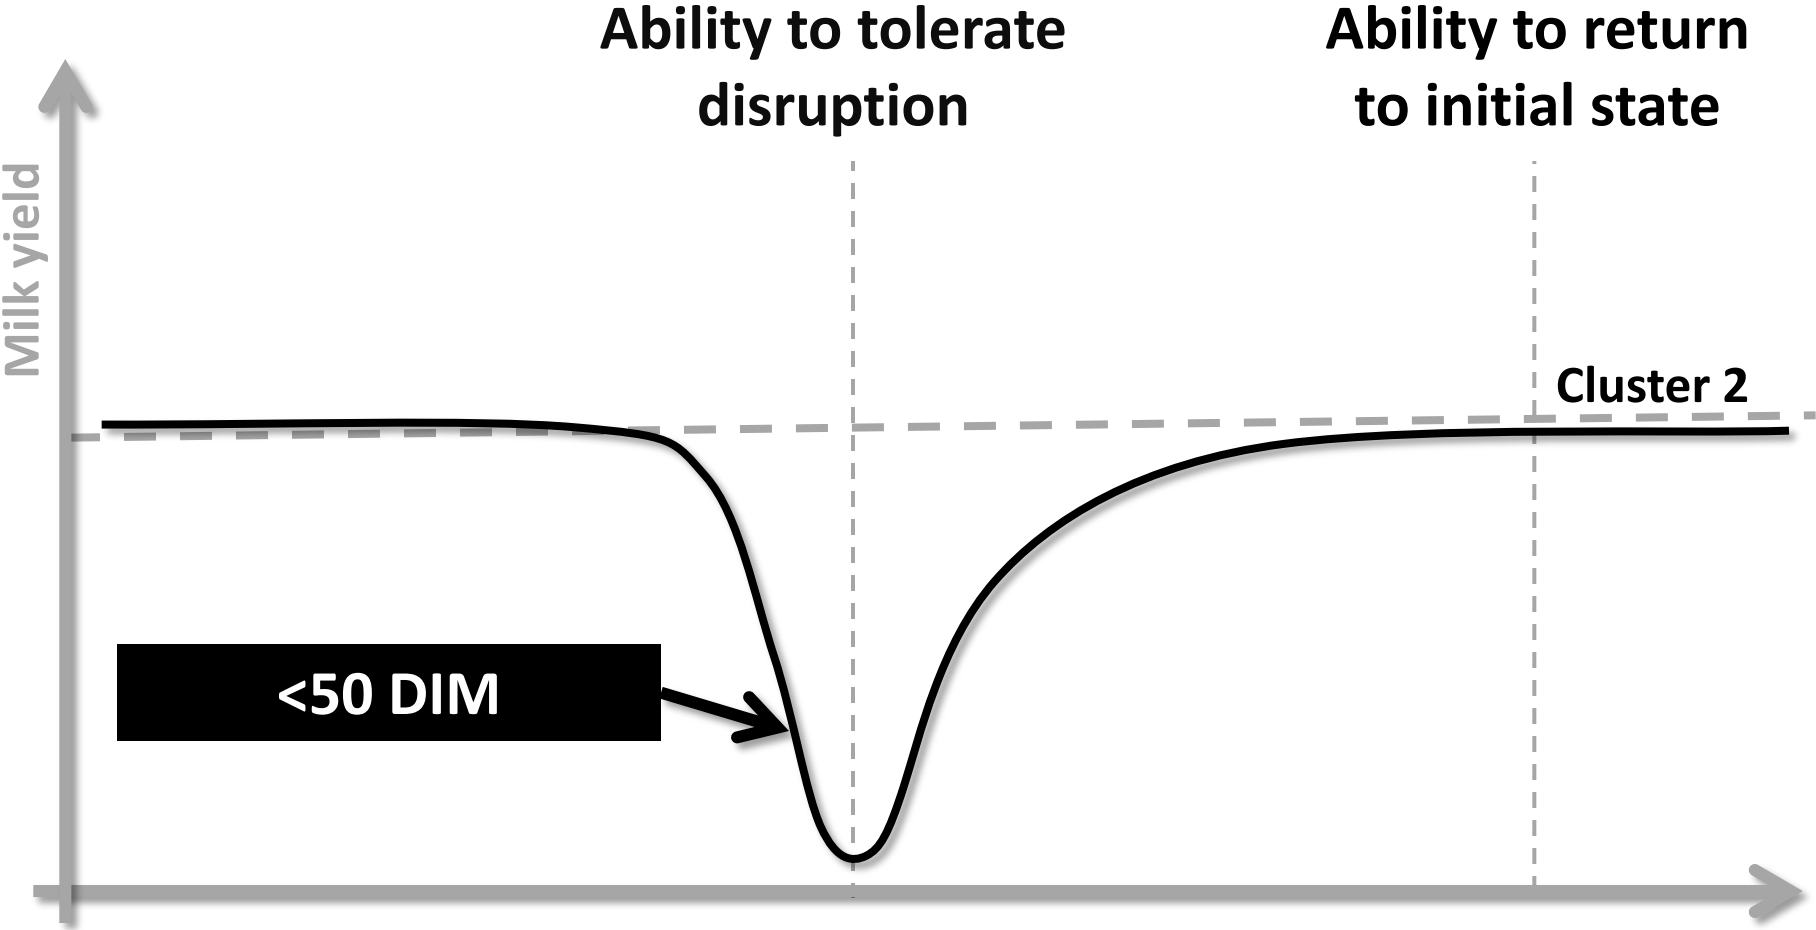 Ability to tolerate
disruption
Ability to return
to initial state
Milk yield
Cluster 2
<50 DIM